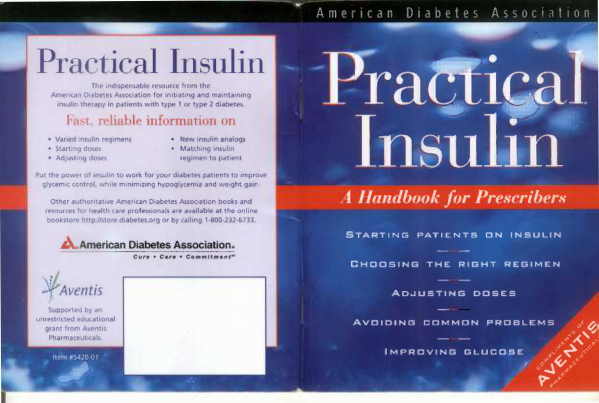 Practical Insulin
The indispensable resource from the
American Diabetes Association for initiating and maintaining
insulin therapy in patients with type 1 or type 2 diabetes.
Fast, reliable information on
• Varied insulin regimens
• Starting doses
• Adjusting doses
• New insulin analogs
• Matching insulin
regimen to patient
Put the power of insulin to work for your diabetes patients to improve
glycemic control, while minimizing hypoglycemia and weight gain.
Other authoritative American Diabetes Association books and
resources for health care professionals are available at the online
bookstore http://store.diabetes.org or by calling 1-800-232-6733.
American Diabetes Association®
Cure • Care • Commitment℠
Aventis
Supported by an
unrestricted educational
grant from Aventis
Pharmaceuticals.
Item #5420-01
American Diabetes Association
Practical
Insulin
A Handbook for Prescribers
STARTING PATIENTS ON INSULIN
CHOOSING THE RIGHT REGIMEN
ADJUSTING DOSES
AVOIDING COMMON PROBLEMS
IMPROVING GLUCOSE
COMPLIMENTS OF
AVENTIS
PHARMACEUTICALS